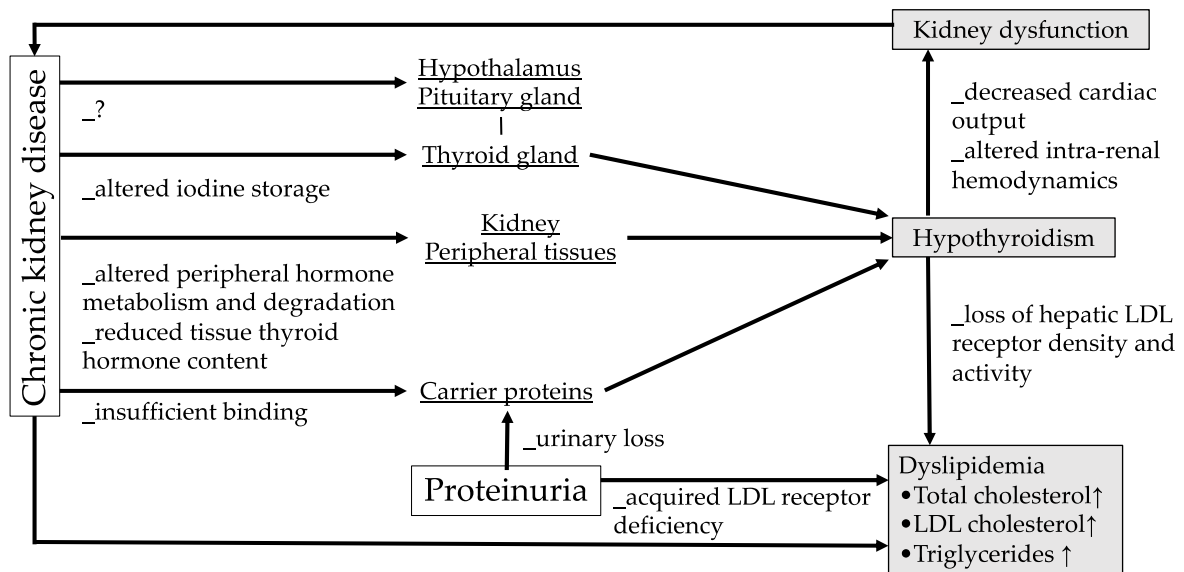 Kidney dysfunction
Chronic kidney disease
Hypothalamus
Pituitary gland
_?
_decreased cardiac
output
_altered intra-renal
hemodynamics
Thyroid gland
_altered iodine storage
Kidney
Peripheral tissues
Hypothyroidism
_altered peripheral hormone
metabolism and degradation
_reduced tissue thyroid
hormone content
_loss of hepatic LDL
receptor density and
activity
Carrier proteins
_insufficient binding
_urinary loss
Proteinuria
_acquired LDL receptor
deficiency
Dyslipidemia
•Total cholesterol↑
•LDL cholesterol↑
•Triglycerides ↑